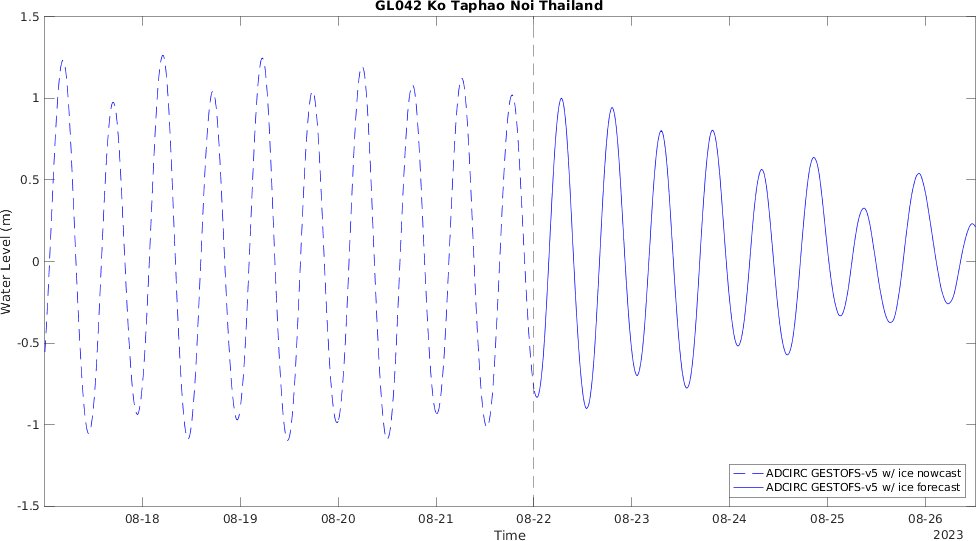 GL042 Ko Taphao Noi Thailand
1.5
1
0.5
0
-0.5
-1
-1.5
Water Level (m)
08-18 08-19 08-20 08-21 08-22 08-23 08-24 08-25 08-26
Time
2023
ADCIRC GESTOFS-v5 w/ ice nowcast
ADCIRC GESTOFS-v5 w/ ice forecast